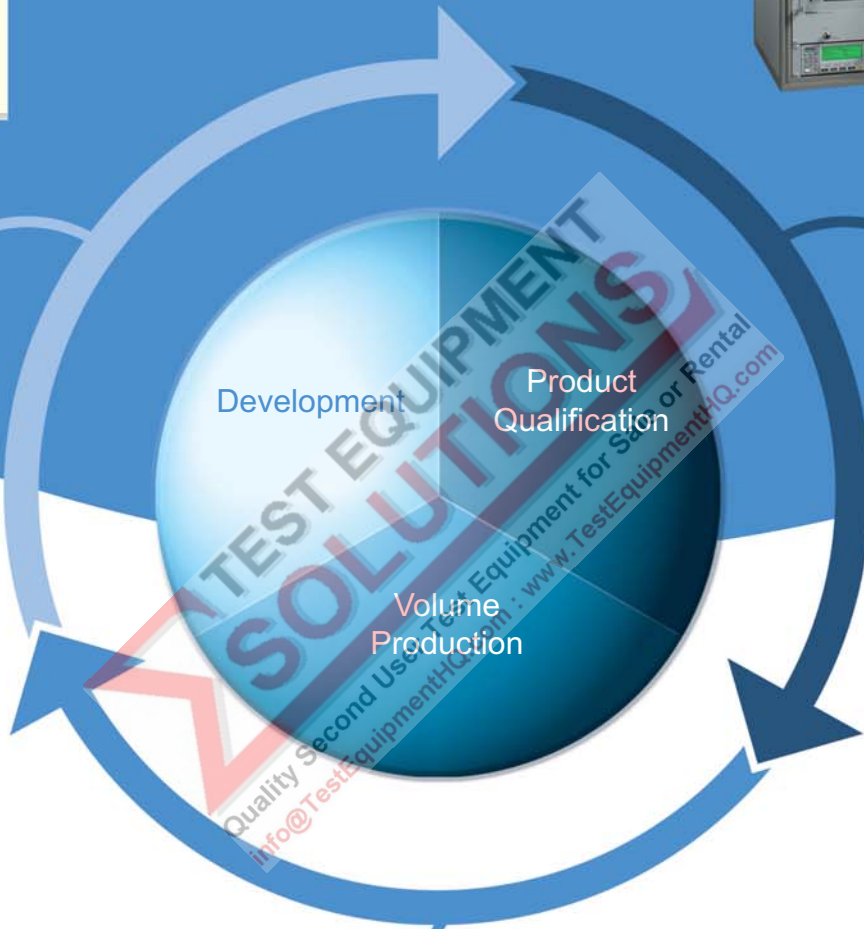 Development
Product
Qualification
Volume
Production
TEST EQUIPMENT
SOLUTIONS
Quality Second User Test Equipment for Sale or Rental
info@TestEquipmentHQ.com : www.TestEquipmentHQ.com